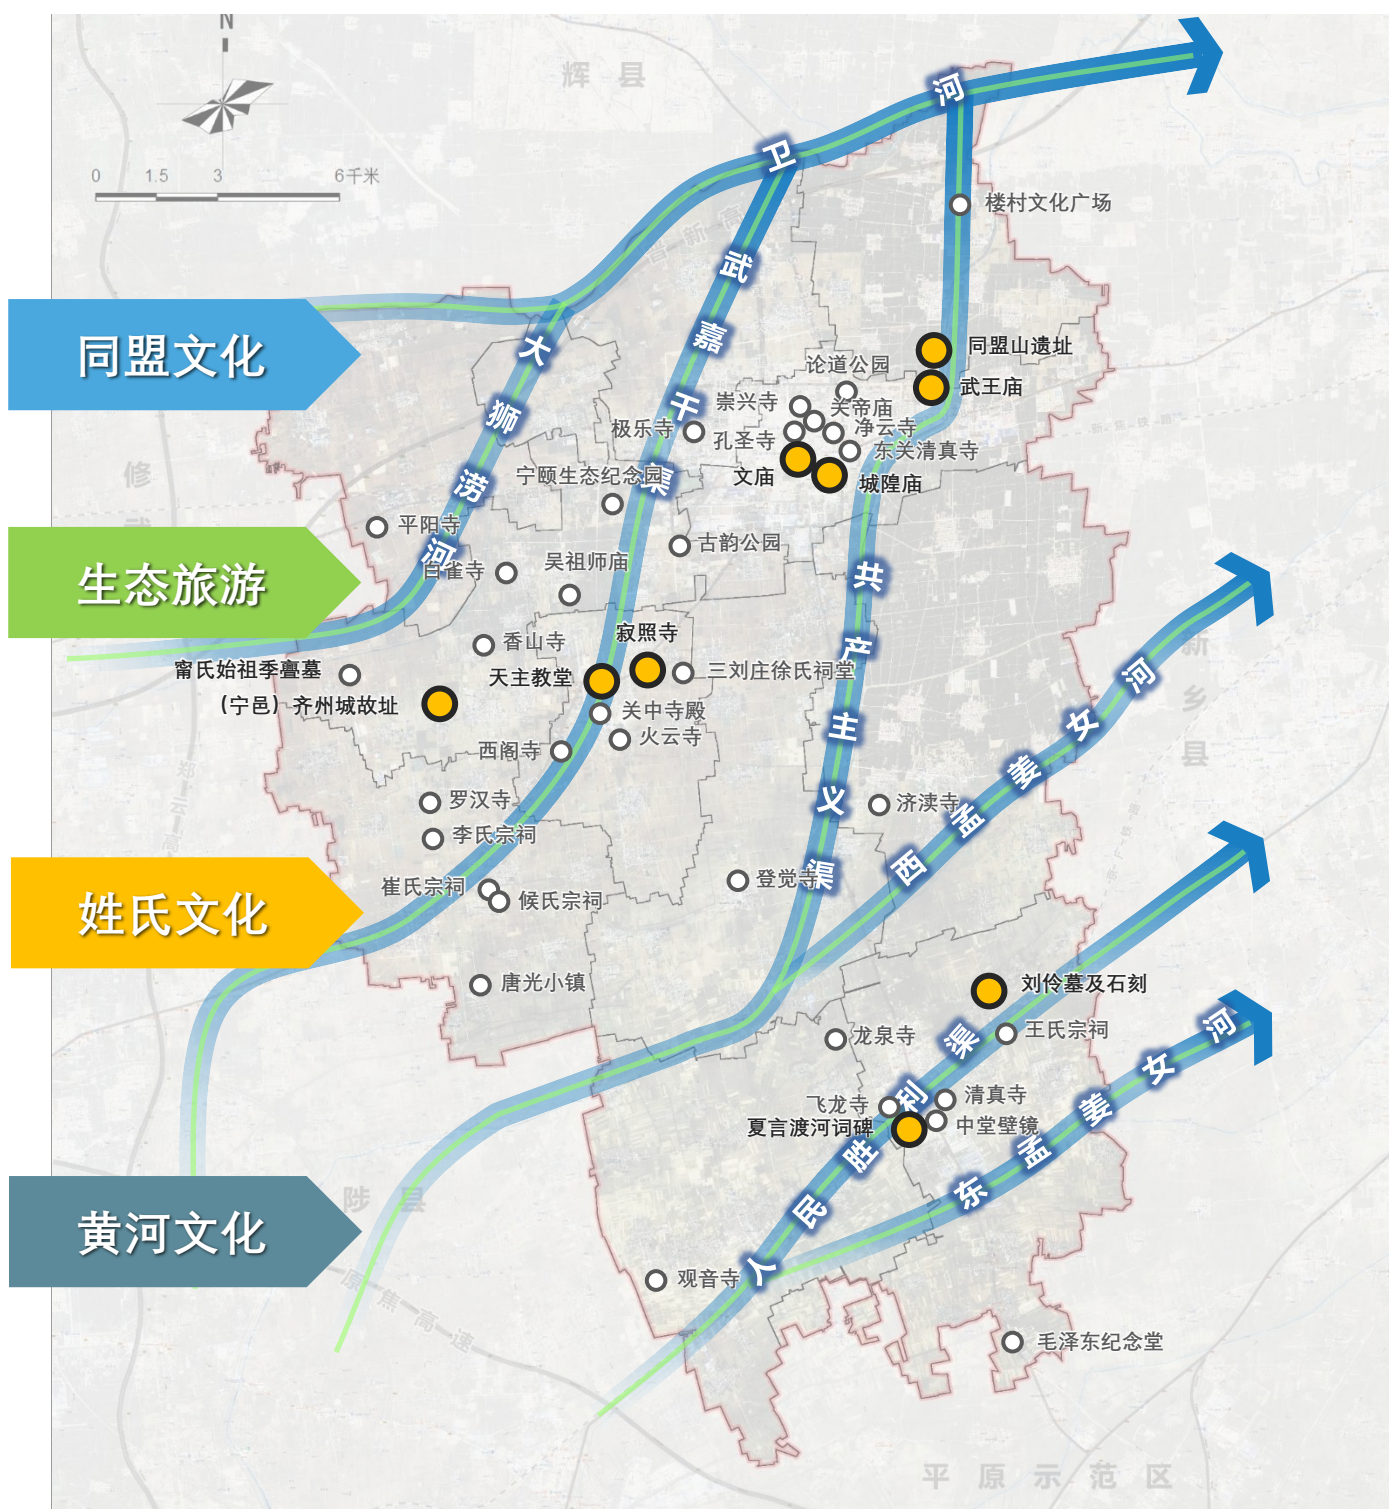 N
辉县
0 1.5 3 6千米
卫河
楼村文化广场
武嘉干渠
同盟文化
大狮涝河
同盟山遗址
论道公园
武王庙
崇兴寺
关帝庙
极乐寺
孔圣寺
净云寺
东关清真寺
文庙
城隍庙
修武
宁颐生态纪念园
平阳寺
古韵公园
生态旅游
白雀寺
吴祖师庙
共产主义渠
香山寺
寂照寺
新乡县
甯氏始祖季亹墓
天主教堂
三刘庄徐氏祠堂
(宁邑) 齐州城故址
关中寺殿
西阁寺
火云寺
西孟姜女河
罗汉寺
济渎寺
李氏宗祠
崔氏宗祠
候氏宗祠
登觉寺
姓氏文化
唐光小镇
刘伶墓及石刻
龙泉寺
王氏宗祠
人民胜利渠
飞龙寺
清真寺
夏言渡河词碑
中堂壁镜
东孟姜女河
陟县
黄河文化
观音寺
原焦高速
毛泽东纪念堂
平原示范区